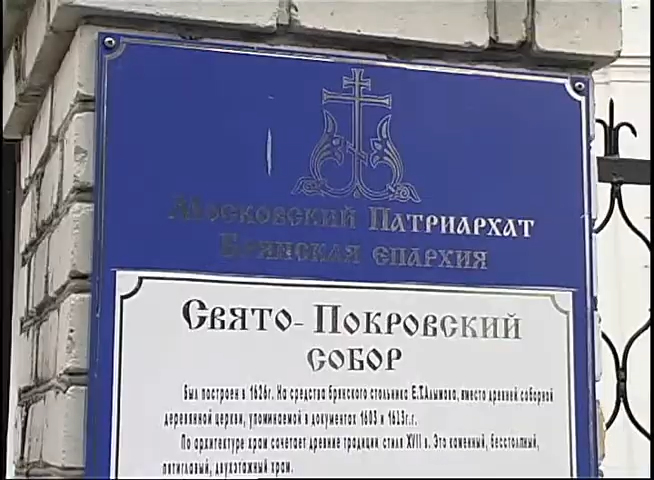 Московский Патриархат
Брянская епархия
Свято-Покровский
собор
Был построен в 1626г. На средства брянского стольника Е.Т.Алымова, вместо древней соборной
деревянной церкви, упоминаемой в документах 1603 и 1613г.г.
По архитектуре храм сочетает древние традиции стиля XVII в. Это каменный, бесстолпный,
пятиглавый, двухэтажный храм.